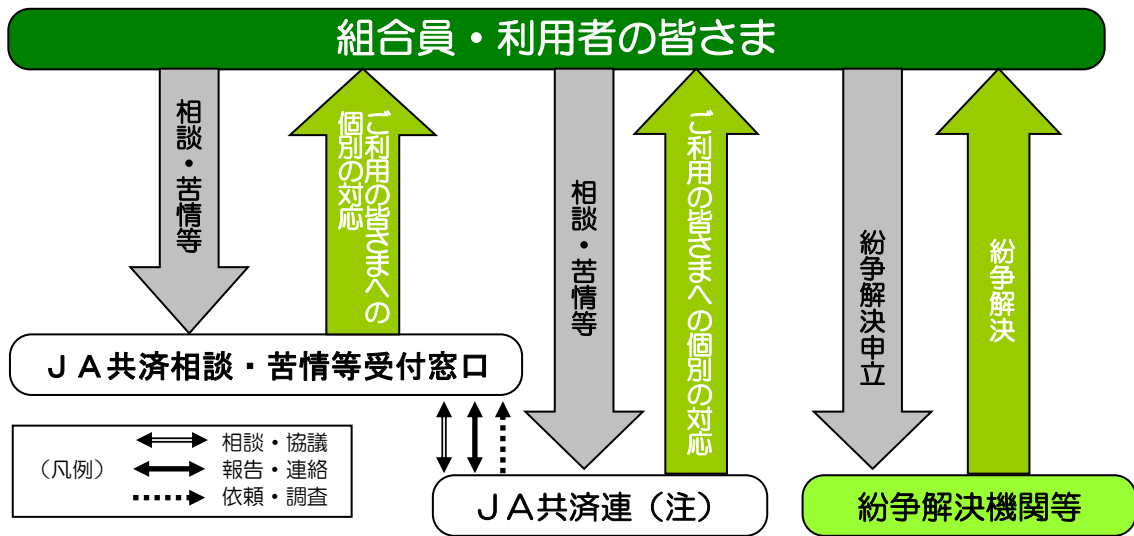 組合員・利用者の皆さま
相談・苦情等
ご利用の皆さまへの
個別の対応
相談・苦情等
ご利用の皆さまへの個別の対応
紛争解決申立
紛争解決
ＪＡ共済相談・苦情等受付窓口
（凡例）
相談・協議
報告・連絡
依頼・調査
ＪＡ共済連（注）
紛争解決機関等